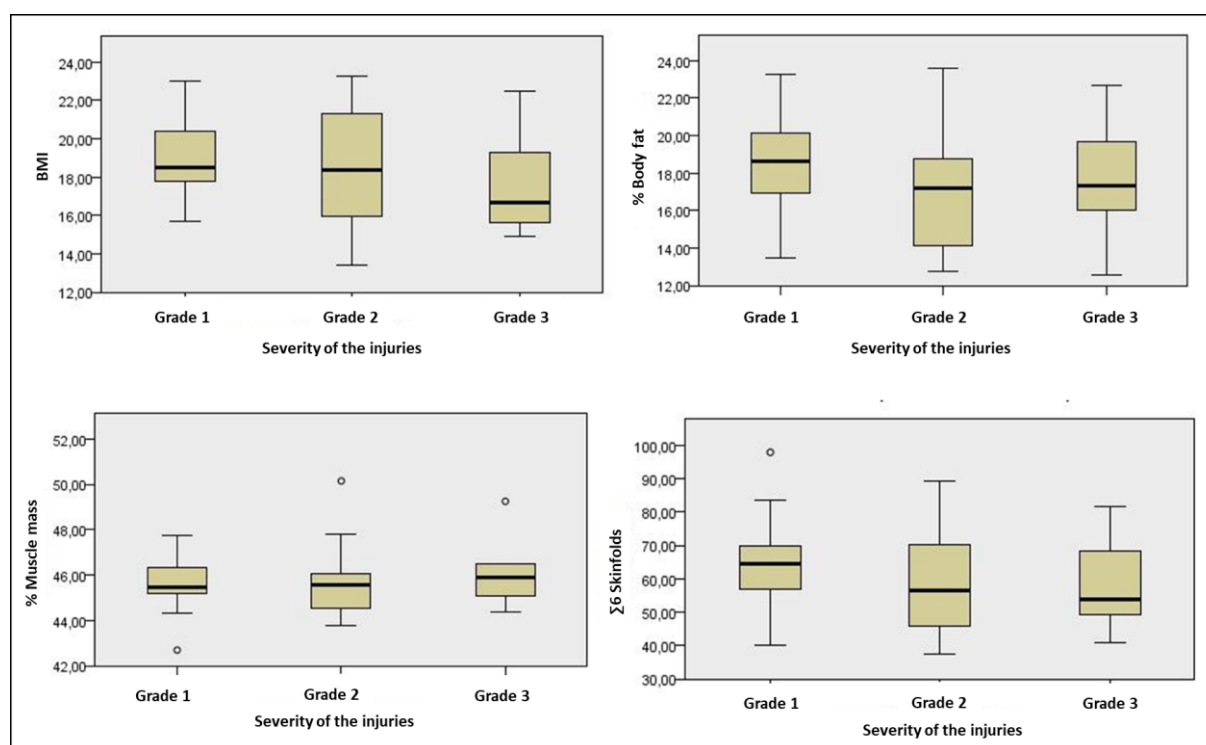 24,00
22,00
20,00
18,00
16,00
14,00
12,00
BMI
Grade 1 Grade 2 Grade 3
Severity of the injuries
24,00
22,00
20,00
18,00
16,00
14,00
12,00
% Body fat
Grade 1 Grade 2 Grade 3
Severity of the injuries
52,00
50,00
48,00
46,00
44,00
42,00
% Muscle mass
Grade 1 Grade 2 Grade 3
Severity of the injuries
100,00
90,00
80,00
70,00
60,00
50,00
40,00
30,00
∑6 Skinfolds
Grade 1 Grade 2 Grade 3
Severity of the injuries